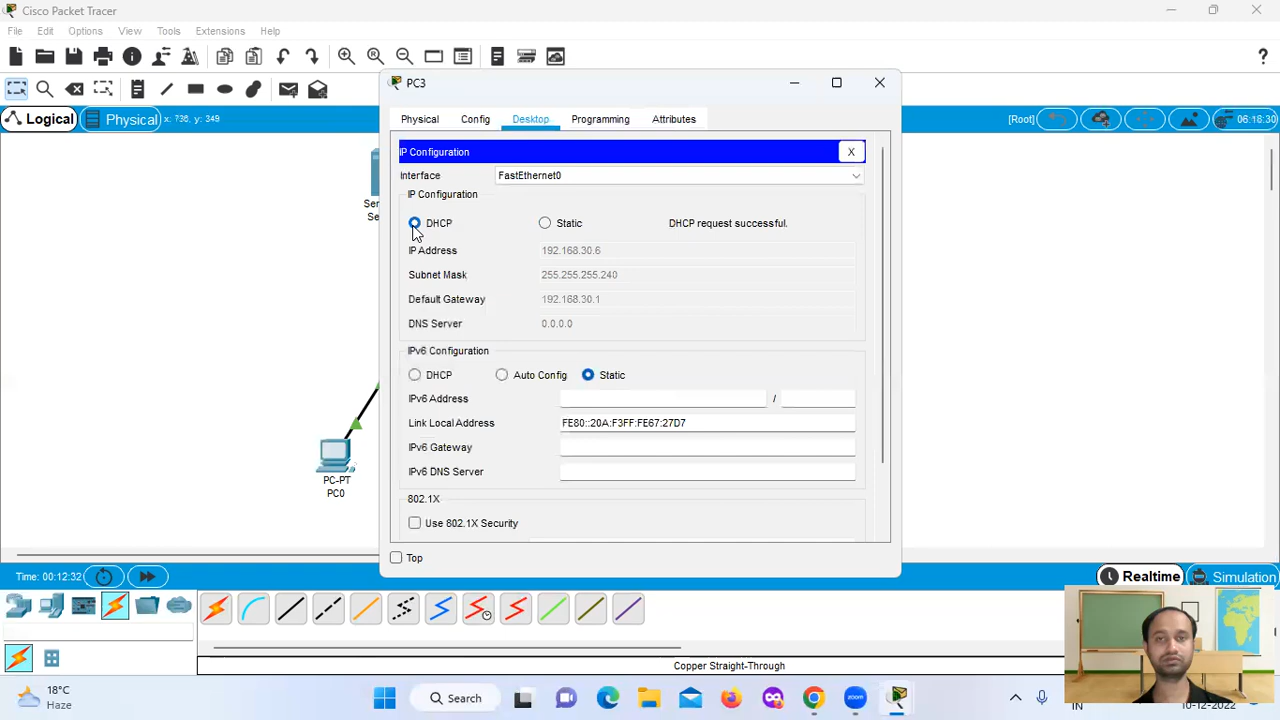 Cisco Packet Tracer
File Edit Options View Tools Extensions Help
PC3
Logical Physical x: 736, y: 349 [Root] 06:18:30
Physical Config Desktop Programming Attributes
IP Configuration X
Interface FastEthernet0
IP Configuration
DHCP Static DHCP request successful.
IP Address 192.168.30.6
Subnet Mask 255.255.255.240
Default Gateway 192.168.30.1
DNS Server 0.0.0.0
IPv6 Configuration
DHCP Auto Config Static
IPv6 Address /
Link Local Address FE80::20A:F3FF:FE67:27D7
IPv6 Gateway
IPv6 DNS Server
802.1X
Use 802.1X Security
Top
PC-PT
PC0
Time: 00:12:32 Realtime Simulation
Copper Straight-Through
18°C
Haze
Search
IN
10-12-2022